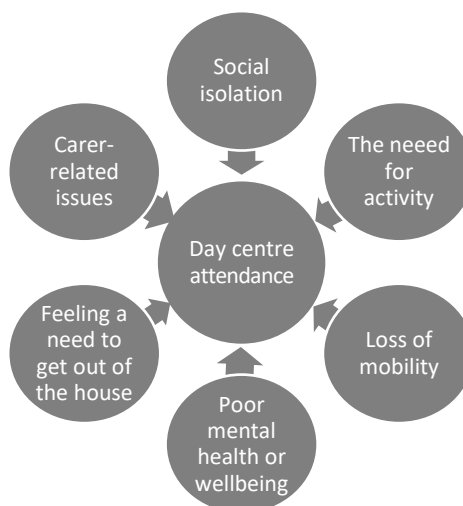 Social
isolation
The neeed
for
activity
Loss of
mobility
Poor
mental
health or
wellbeing
Feeling a
need to
get out of
the house
Carer-
related
issues
Day centre
attendance